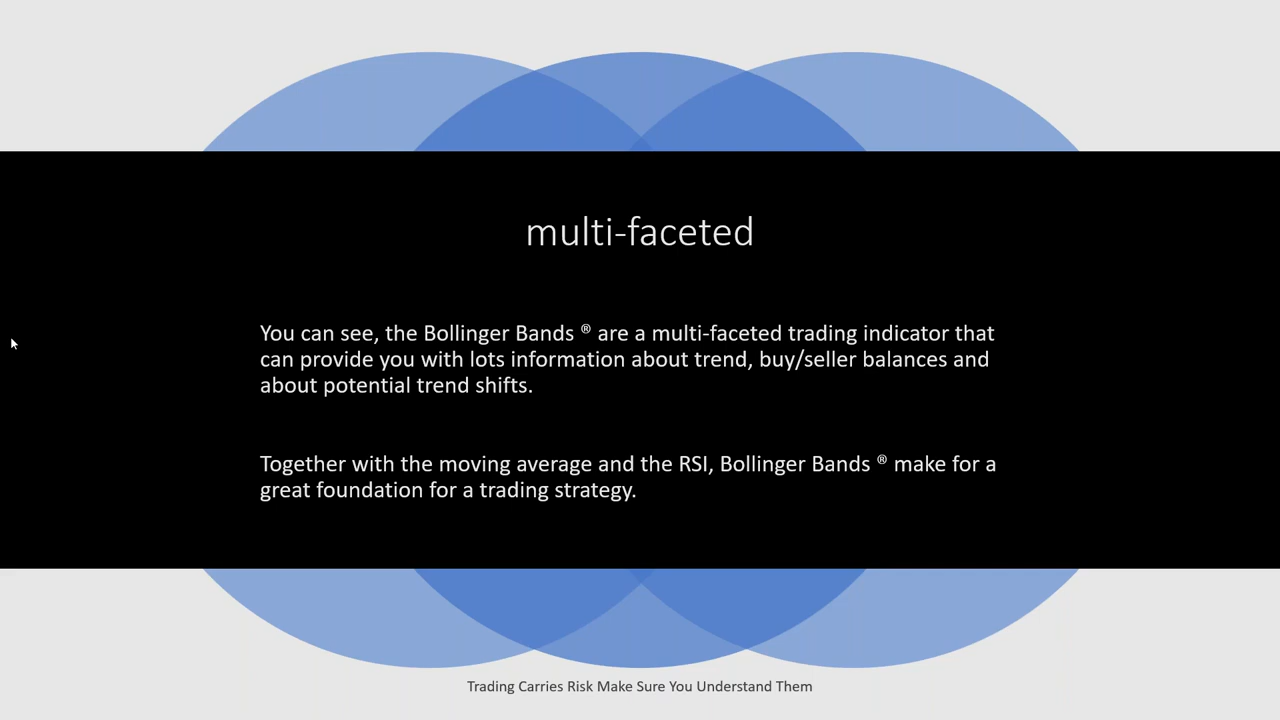 multi-faceted
You can see, the Bollinger Bands ® are a multi-faceted trading indicator that
can provide you with lots information about trend, buy/seller balances and
about potential trend shifts.
Together with the moving average and the RSI, Bollinger Bands ® make for a
great foundation for a trading strategy.
Trading Carries Risk Make Sure You Understand Them